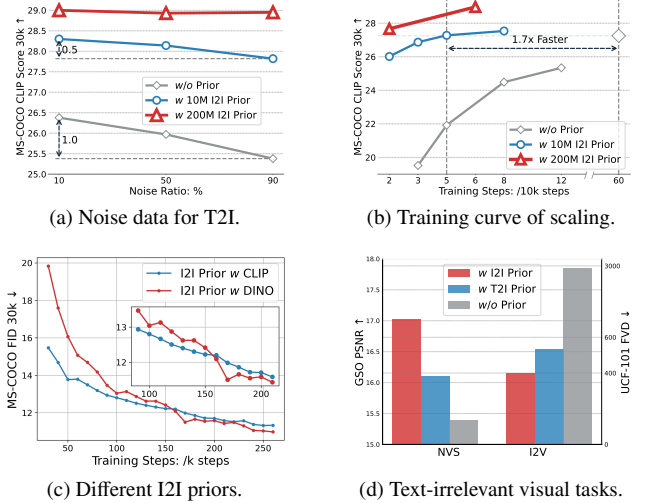 MS-COCO CLIP Score 30k ↑
29.0
28.5
28.0
27.5
27.0
26.5
26.0
25.5
25.0
0.5
1.0
w/o Prior
w 10M I2I Prior
w 200M I2I Prior
10 50 90
Noise Ratio: %
(a) Noise data for T2I.
MS-COCO CLIP Score 30k ↑
28
26
24
22
20
1.7x Faster
w/o Prior
w 10M I2I Prior
w 200M I2I Prior
2 3 5 6 8 12 60
Training Steps: /10k steps
(b) Training curve of scaling.
MS-COCO FID 30k ↓
20
18
16
14
12
I2I Prior w CLIP
I2I Prior w DINO
13
12
100 150 200
50 100 150 200 250
Training Steps: /k steps
(c) Different I2I priors.
GSO PSNR ↑
18.0
17.5
17.0
16.5
16.0
15.5
15.0
w I2I Prior
w T2I Prior
w/o Prior
3000
600
400
0
UCF-101 FVD ↓
NVS I2V
(d) Text-irrelevant visual tasks.